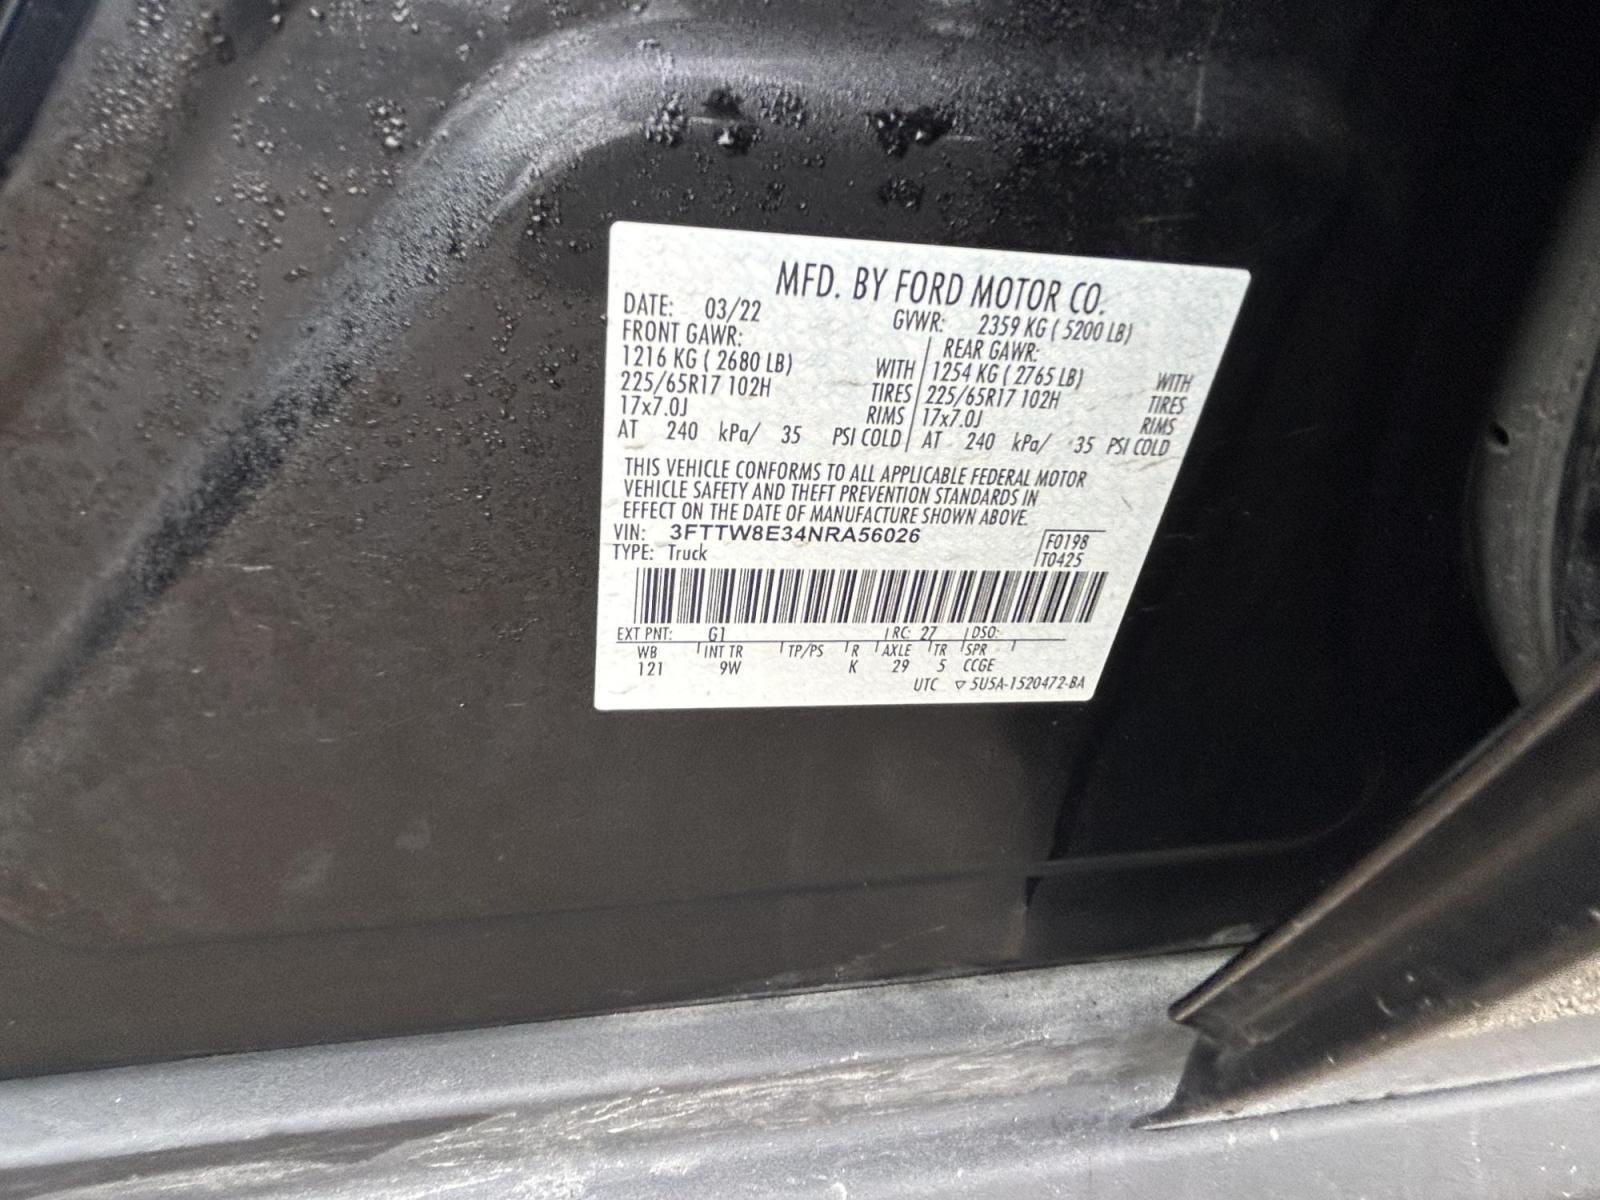 MFD. BY FORD MOTOR CO.
DATE: 03/22 GVWR: 2359 KG ( 5200 LB)
FRONT GAWR: REAR GAWR:
1216 KG ( 2680 LB) WITH 1254 KG ( 2765 LB) WITH
225/65R17 102H TIRES 225/65R17 102H TIRES
17x7.0J RIMS 17x7.0J RIMS
AT 240 kPa/ 35 PSI COLD AT 240 kPa/ 35 PSI COLD
THIS VEHICLE CONFORMS TO ALL APPLICABLE FEDERAL MOTOR
VEHICLE SAFETY AND THEFT PREVENTION STANDARDS IN
EFFECT ON THE DATE OF MANUFACTURE SHOWN ABOVE.
VIN: 3FTTW8E34NRA56026 F0198
TYPE: Truck T0425
EXT PNT: G1 RC: 27 DSO:
WB INT TR TP/PS R AXLE TR SPR
121 9W K 29 5 CCGE
UTC ▽ 5U5A-1520472-BA